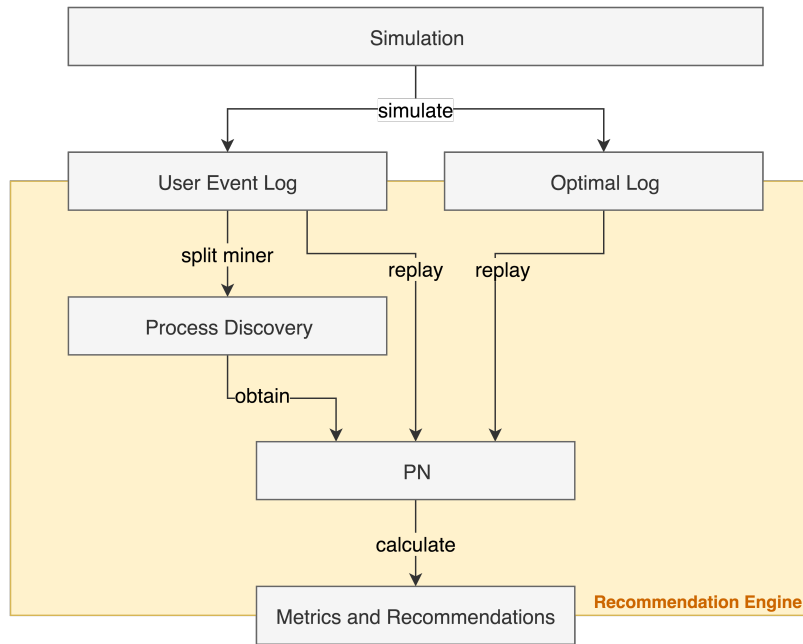 Simulation
simulate
User Event Log
Optimal Log
split miner
replay
replay
Process Discovery
obtain
PN
calculate
Metrics and Recommendations
Recommendation Engine